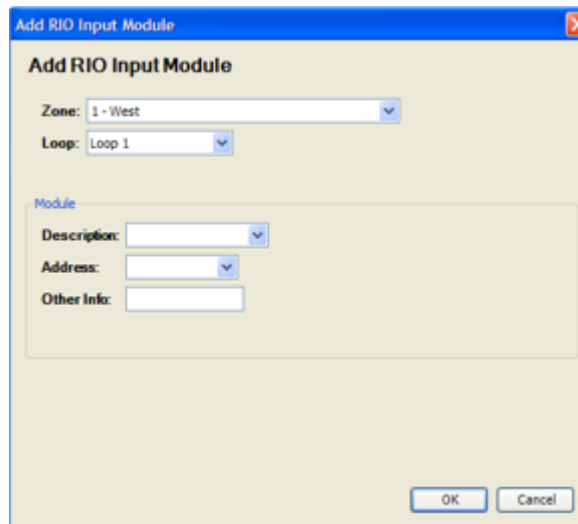 Add RIO Input Module
Add RIO Input Module
Zone: 1 - West
Loop: Loop 1
Module
Description:
Address:
Other Info:
OK Cancel